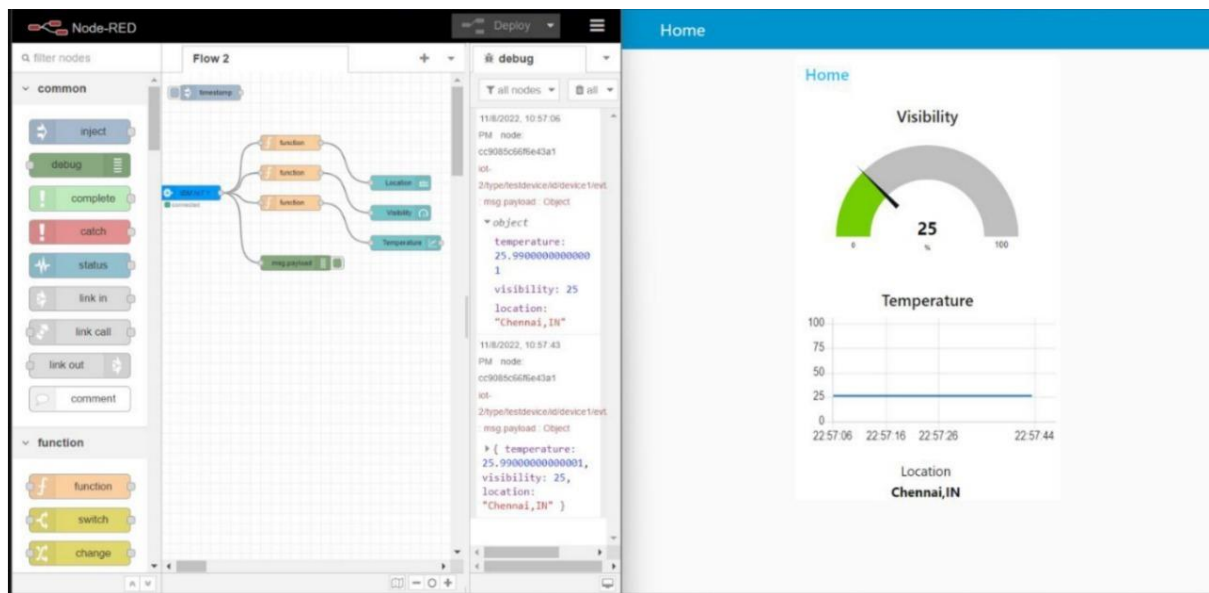 Node-RED
Deploy
filter nodes
common
inject
debug
complete
catch
status
link in
link call
link out
comment
function
function
switch
change
Flow 2
timestamp
function
function
function
msg.payload
connected
Location
Visibility
Temperature
debug
all nodes
all
11/8/2022, 10:57:06
PM node:
cc9085c66f6e43a1
iot-
2/type/testdevice/id/device1/evt.
msg.payload : Object
object
temperature:
25.9900000000000
1
visibility: 25
location:
"Chennai,IN"
11/8/2022, 10:57:43
PM node:
cc9085c66f6e43a1
iot-
2/type/testdevice/id/device1/evt.
msg.payload : Object
{ temperature:
25.99000000000001,
visibility: 25,
location:
"Chennai,IN" }
Home
Home
Visibility
25
%
0
100
Temperature
100
75
50
25
0
22:57:06 22:57:16 22:57:26 22:57:44
Location
Chennai,IN